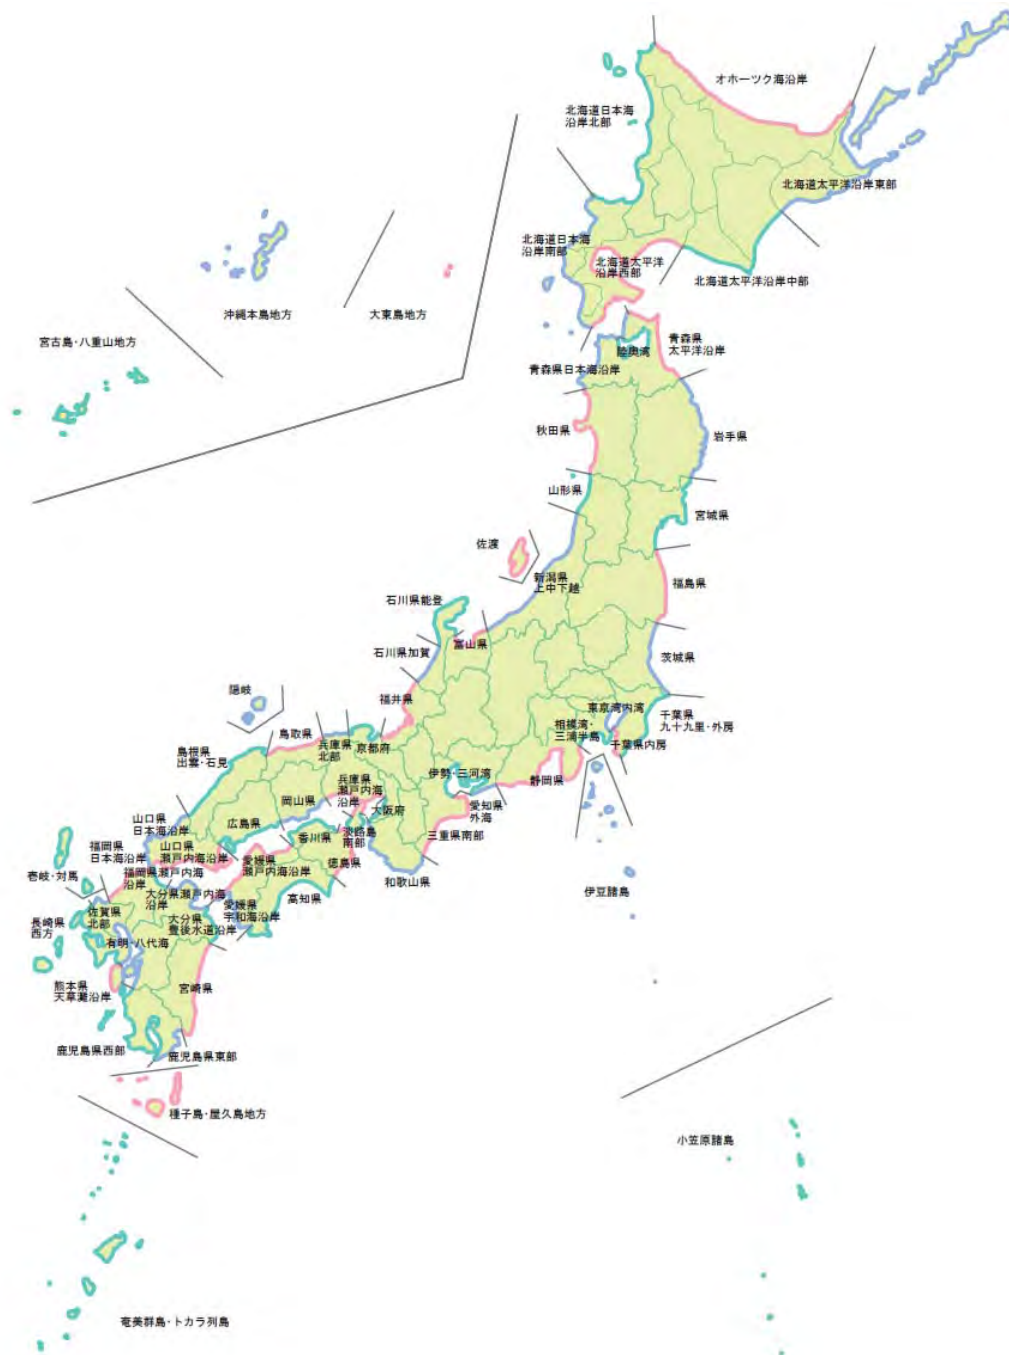 オホーツク海沿岸
北海道日本海
沿岸北部
北海道太平洋沿岸東部
北海道日本海
沿岸南部
北海道太平洋
沿岸西部
北海道太平洋沿岸中部
沖縄本島地方
大東島地方
宮古島・八重山地方
青森県
太平洋沿岸
陸奥湾
青森県日本海沿岸
秋田県
岩手県
山形県
宮城県
佐渡
新潟県
上中下越
福島県
石川県能登
富山県
石川県加賀
茨城県
福井県
隠岐
東京湾内湾
千葉県
九十九里・外房
相模湾・
三浦半島
千葉県内房
鳥取県
兵庫県
北部
京都府
島根県
出雲・石見
伊勢・三河湾
静岡県
兵庫県
瀬戸内海
沿岸
岡山県
大阪府
愛知県
外海
山口県
日本海沿岸
広島県
香川県
淡路島
南部
三重県南部
福岡県
日本海沿岸
山口県
瀬戸内海沿岸
愛媛県
瀬戸内海沿岸
徳島県
和歌山県
壱岐・対馬
福岡県瀬戸内海
沿岸
大分県瀬戸内海
沿岸
高知県
伊豆諸島
佐賀県
北部
愛媛県
宇和海沿岸
長崎県
西方
大分県
豊後水道沿岸
有明・八代海
熊本県
天草灘沿岸
宮崎県
鹿児島県西部
鹿児島県東部
種子島・屋久島地方
小笠原諸島
奄美群島・トカラ列島